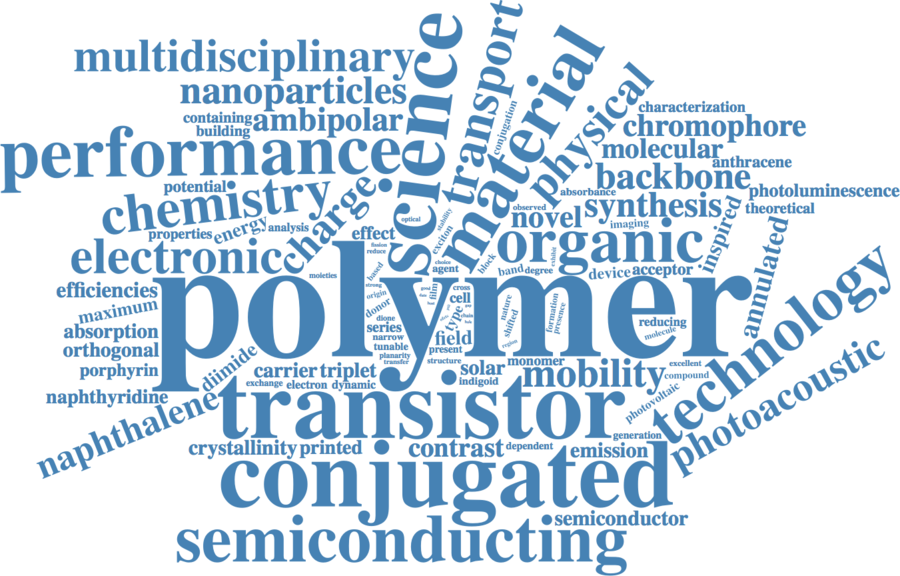 multidisciplinary
nanoparticles
containing
building
ambipolar
performance
science
transport
conjugation
material
physical
characterization
chromophore
molecular
anthracene
backbone
absorbance
photoluminescence
potential
chemistry
charge
optical
stability
exciton
observed
novel
synthesis
theoretical
imaging
inspired
annulated
properties
energy
analysis
effect
fission
reduce
electronic
organic
moieties
based
strong
origin
donor
choice
agent
film
block
band
degree
exhibit
device
acceptor
efficiencies
maximum
polymer
cross
cell
type
chain
nature
shifted
region
formation
presence
reducing
molecule
technology
absorption
orthogonal
porphyrin
dione
series
narrow
tunable
planarity
transfer
field
present
structure
naphthyridine
diimide
naphthalene
carrier
triplet
exchange
electron
dynamic
solar
indigoid
monomer
mobility
excellent
compound
photovoltaic
photoacoustic
transistor
crystallinity
printed
contrast
dependent
generation
emission
conjugated
semiconductor
semiconducting